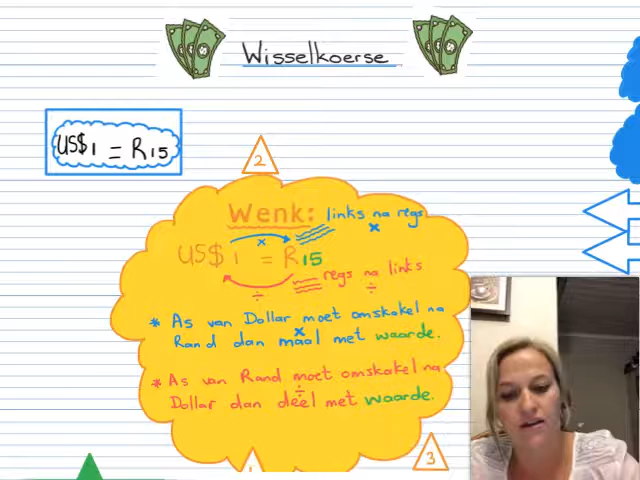 Wisselkoerse
US$1 = R15
2
Wenk: links na regs
x
x
US$ 1 = R15
÷
regs na links
÷
* As van Dollar moet omskakel na
x
Rand dan maal met waarde.
* As van Rand moet omskakel na
÷
Dollar dan deel met waarde.
1
3